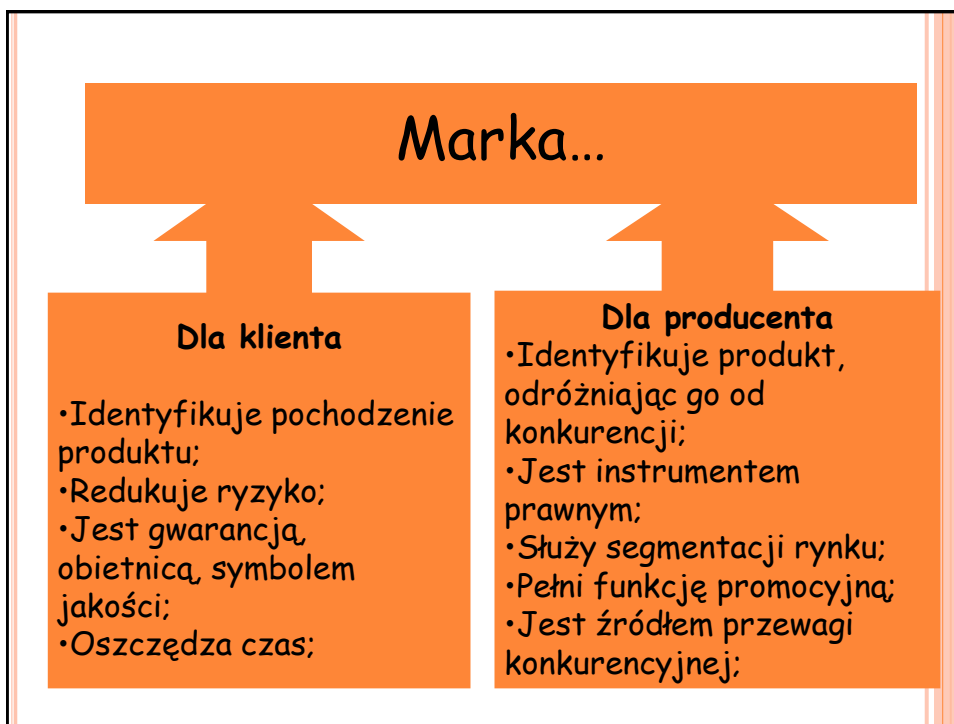 Marka…
Dla klienta
•Identyfikuje pochodzenie
produktu;
•Redukuje ryzyko;
•Jest gwarancją,
obietnicą, symbolem
jakości;
•Oszczędza czas;
Dla producenta
•Identyfikuje produkt,
odróżniając go od
konkurencji;
•Jest instrumentem
prawnym;
•Służy segmentacji rynku;
•Pełni funkcję promocyjną;
•Jest źródłem przewagi
konkurencyjnej;